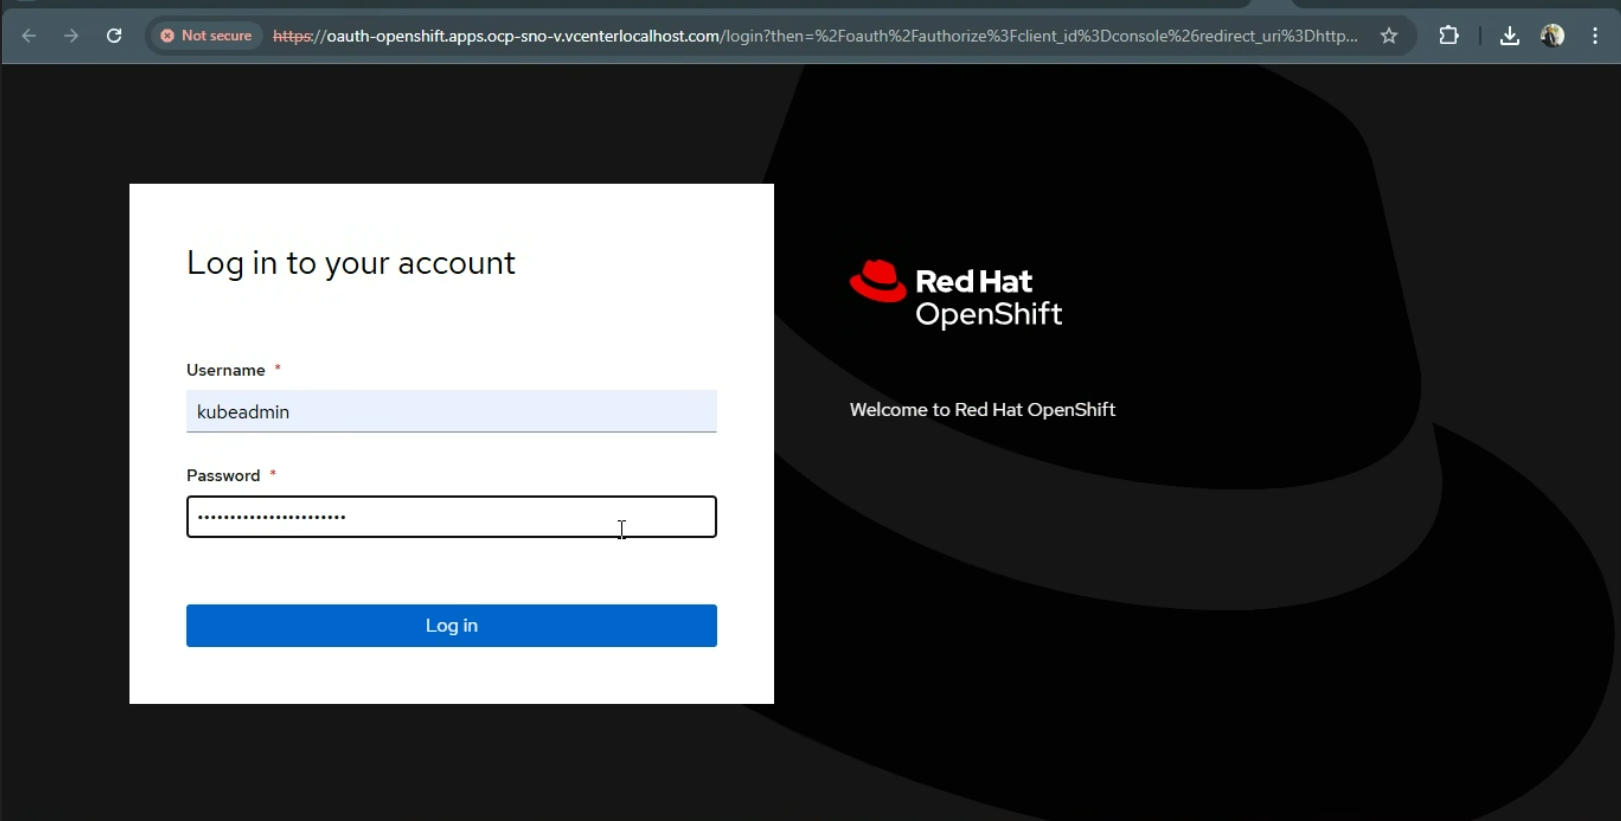 Not secure
https://oauth-openshift.apps.ocp-sno-v.vcenterlocalhost.com/login?then=%2Foauth%2Fauthorize%3Fclient_id%3Dconsole%26redirect_uri%3Dhttp...
Log in to your account
Username *
kubeadmin
Password *
•••••••••••••••••••••••
Log in
Red Hat
OpenShift
Welcome to Red Hat OpenShift